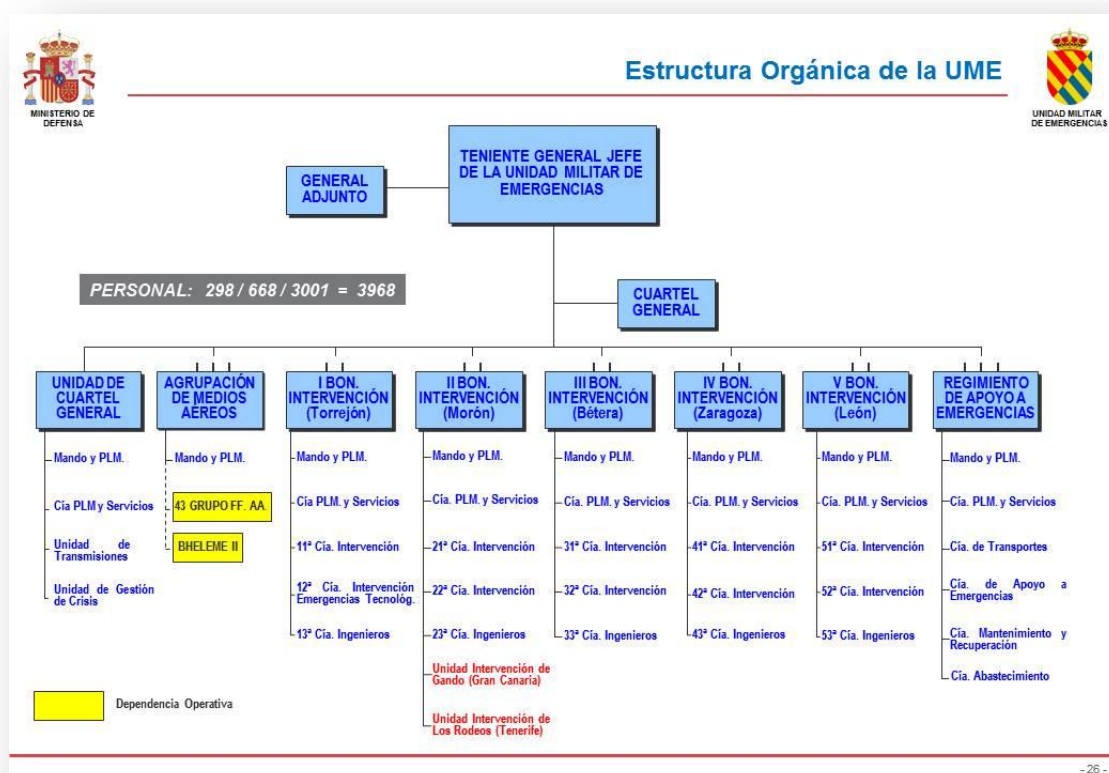 Estructura Orgánica de la UME
MINISTERIO DE
DEFENSA
UNIDAD MILITAR
DE EMERGENCIAS
TENIENTE GENERAL JEFE
DE LA UNIDAD MILITAR DE
EMERGENCIAS
GENERAL
ADJUNTO
PERSONAL: 298 / 668 / 3001 = 3968
CUARTEL
GENERAL
UNIDAD DE
CUARTEL
GENERAL
Mando y PLM.
Cía PLM y Servicios
Unidad de
Transmisiones
Unidad de Gestión
de Crisis
AGRUPACIÓN
DE MEDIOS
AÉREOS
Mando y PLM.
43 GRUPO FF. AA.
BHELEME II
I BON.
INTERVENCIÓN
(Torrejón)
Mando y PLM.
Cía PLM. y Servicios
11ª Cía. Intervención
12ª Cía. Intervención
Emergencias Tecnológ.
13ª Cía. Ingenieros
II BON.
INTERVENCIÓN
(Morón)
Mando y PLM.
Cía. PLM. y Servicios
21ª Cía. Intervención
22ª Cía. Intervención
23ª Cía. Ingenieros
Unidad Intervención de
Gando (Gran Canaria)
Unidad Intervención de
Los Rodeos (Tenerife)
III BON.
INTERVENCIÓN
(Bétera)
Mando y PLM.
Cía. PLM. y Servicios
31ª Cía. Intervención
32ª Cía. Intervención
33ª Cía. Ingenieros
IV BON.
INTERVENCIÓN
(Zaragoza)
Mando y PLM.
Cía. PLM. y Servicios
41ª Cía. Intervención
42ª Cía. Intervención
43ª Cía. Ingenieros
V BON.
INTERVENCIÓN
(León)
Mando y PLM.
Cía. PLM. y Servicios
51ª Cía. Intervención
52ª Cía. Intervención
53ª Cía. Ingenieros
REGIMIENTO
DE APOYO A
EMERGENCIAS
Mando y PLM.
Cía. PLM. y Servicios
Cía. de Transportes
Cía. de Apoyo a
Emergencias
Cía. Mantenimiento y
Recuperación
Cía. Abastecimiento
Dependencia Operativa
- 26 -